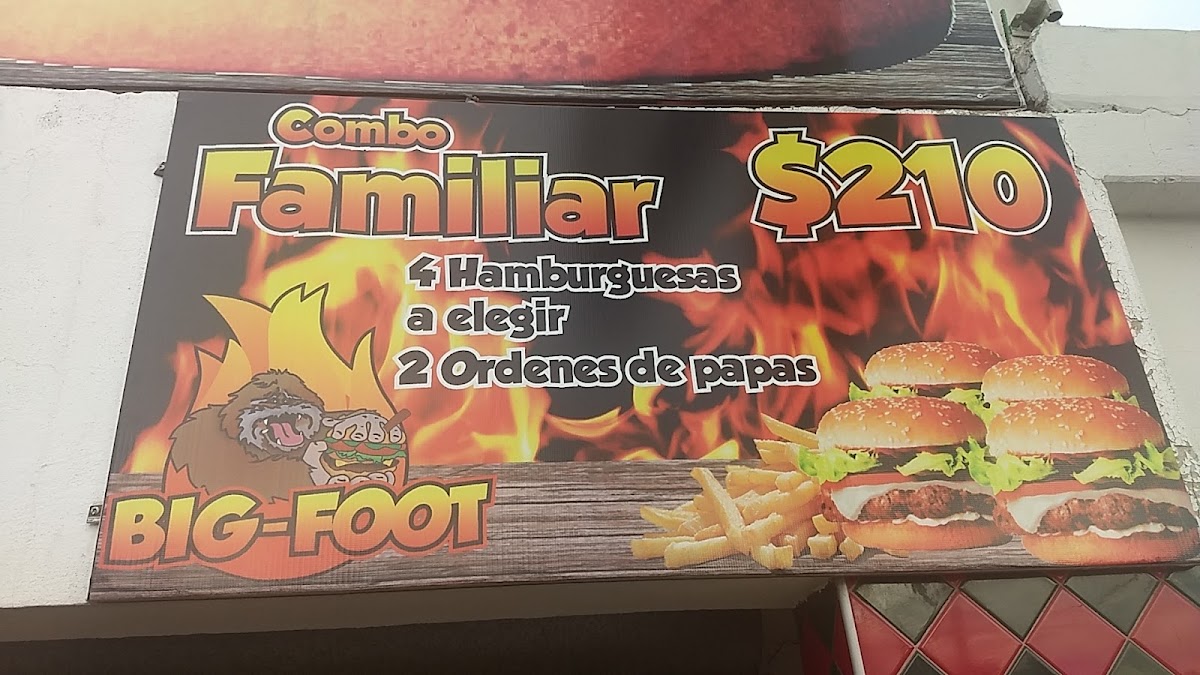 Combo
Familiar $210
4 Hamburguesas
a elegir
2 Ordenes de papas
BIG-FOOT